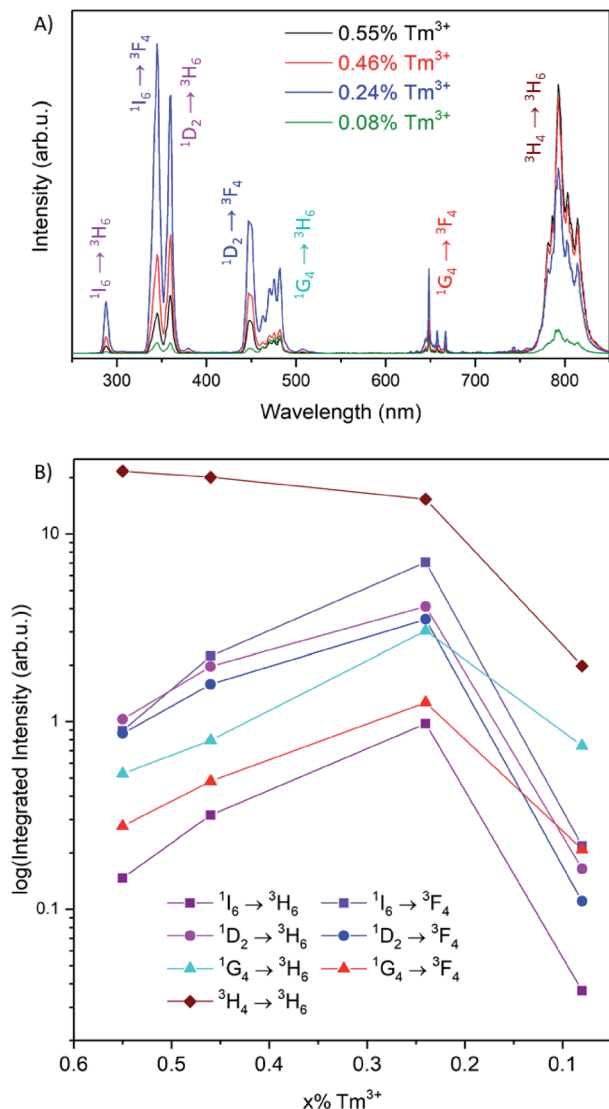 A)
0.55% Tm³⁺
0.46% Tm³⁺
0.24% Tm³⁺
0.08% Tm³⁺
¹I₆ → ³H₆
¹I₆ → ³F₄
¹D₂ → ³H₆
¹D₂ → ³F₄
¹G₄ → ³H₆
¹G₄ → ³F₄
³H₄ → ³H₆
Intensity (arb.u.)
300 400 500 600 700 800
Wavelength (nm)
B)
log(Integrated Intensity (arb.u.))
10
1
0.1
¹I₆ → ³H₆ ¹I₆ → ³F₄
¹D₂ → ³H₆ ¹D₂ → ³F₄
¹G₄ → ³H₆ ¹G₄ → ³F₄
³H₄ → ³H₆
0.6 0.5 0.4 0.3 0.2 0.1
x% Tm³⁺